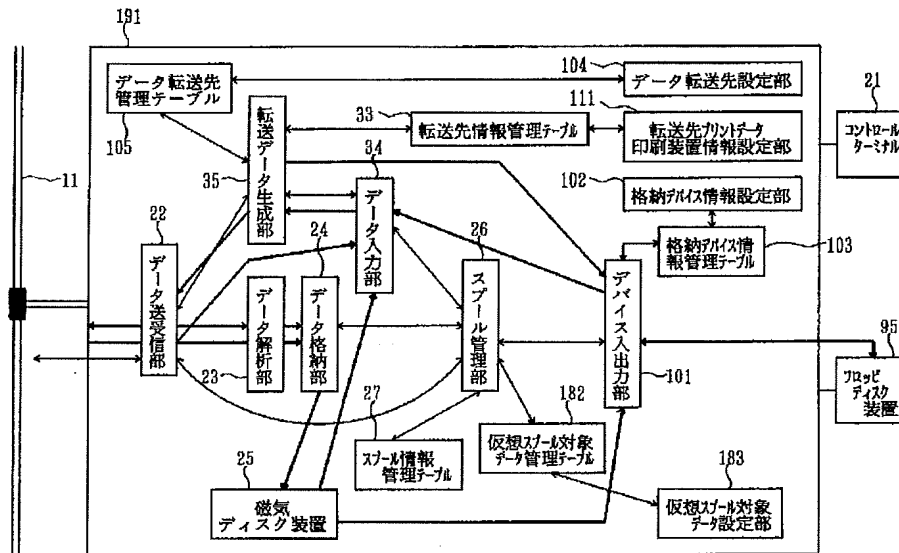 191
データ転送先
管理テーブル
105
104
データ転送先設定部
33
転送先情報管理テーブル
111
転送先プリントデータ
印刷装置情報設定部
21
コントロール
ターミナル
転送データ生成部
35
34
データ入力部
102
格納デバイス情報設定部
格納デバイス情
報管理テーブル
103
11
22
データ送受信部
データ解析部
23
24
データ格納部
26
スプール管理部
デバイス入出力部
101
95
フロッピ
ディスク
装置
27
スプール情報
管理テーブル
182
仮想スプール対象
データ管理テーブル
25
磁気
ディスク装置
183
仮想スプール対象
データ設定部